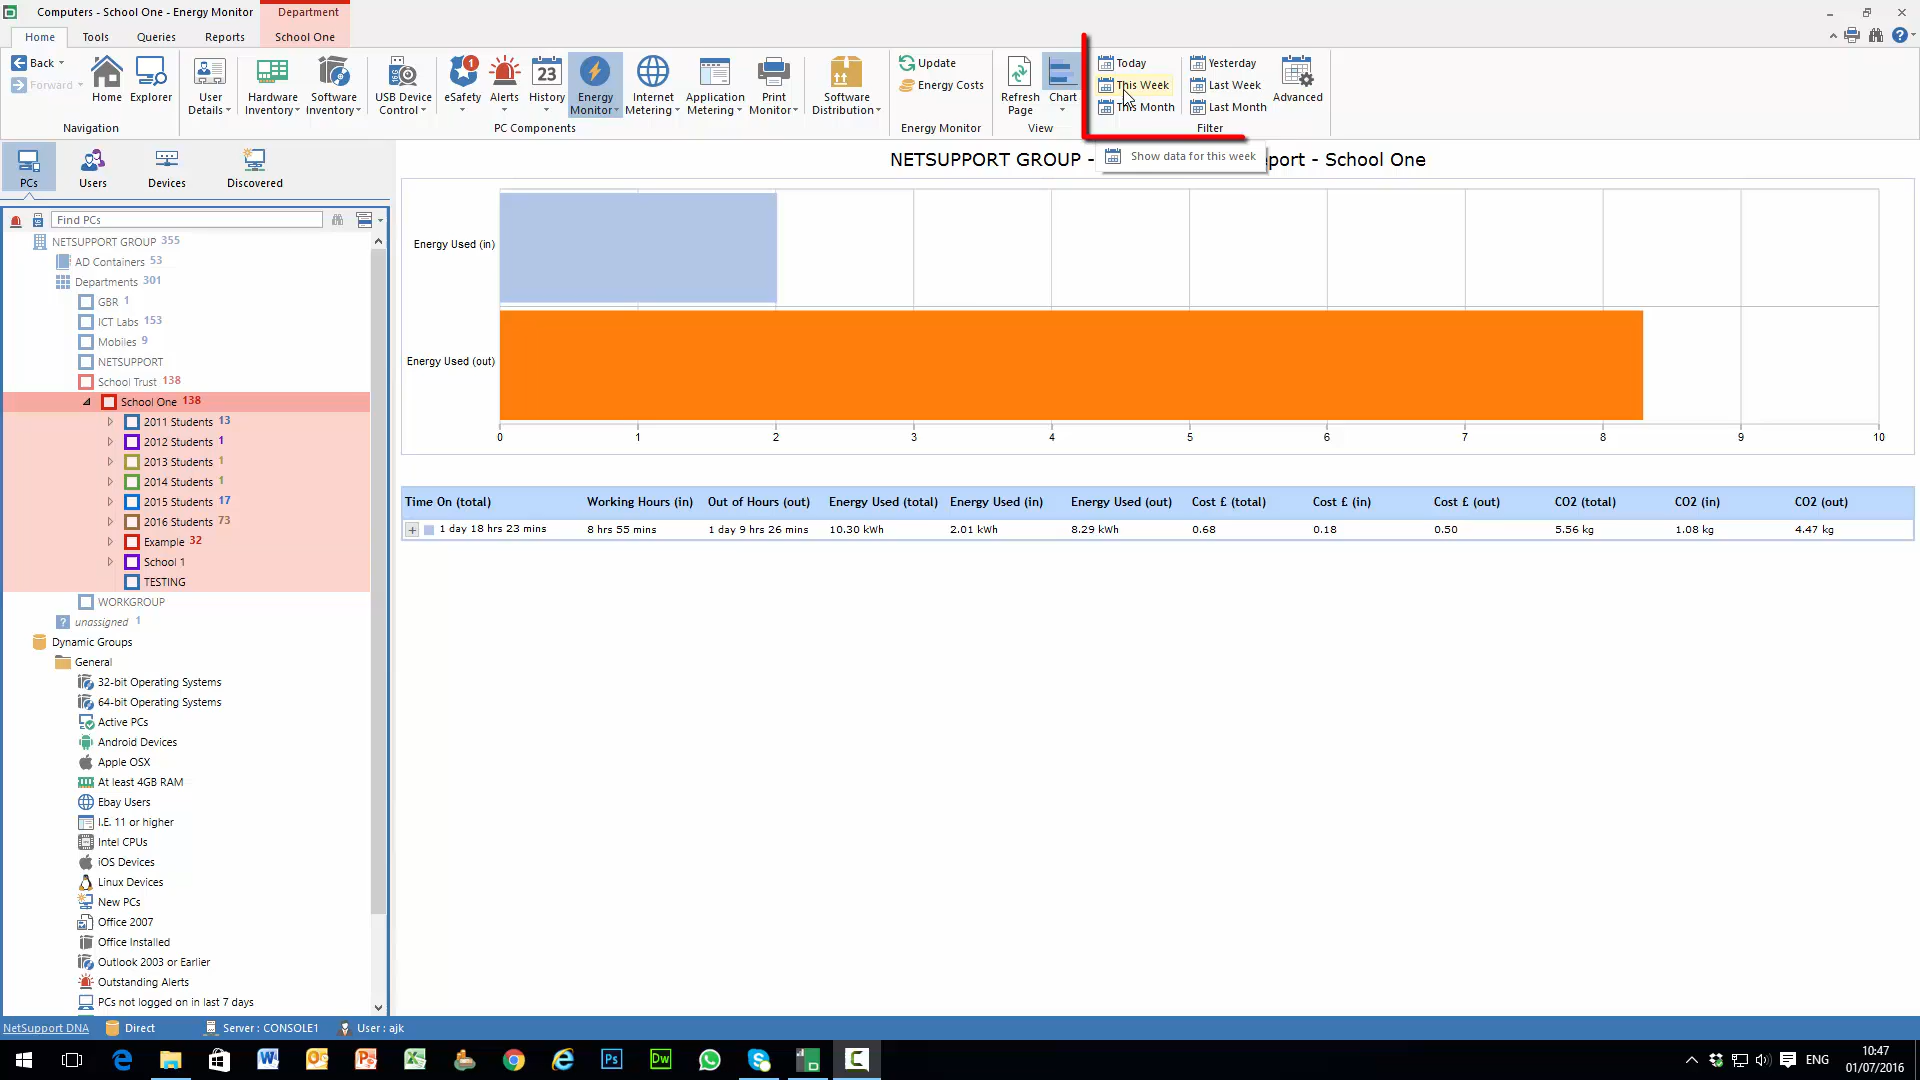 Computers - School One - Energy Monitor
Department
Home
Tools
Queries
Reports
School One
Back
Forward
Home
Explorer
Navigation
User Details
Hardware Inventory
Software Inventory
USB Device Control
1
eSafety
Alerts
23
History
Energy Monitor
Internet Metering
Application Metering
Print Monitor
Software Distribution
PC Components
Update
Energy Costs
Energy Monitor
Refresh Page
Chart
View
Today
This Week
This Month
Yesterday
Last Week
Last Month
Advanced
Filter
Show data for this week
PCs
Users
Devices
Discovered
Find PCs
NETSUPPORT GROUP 355
AD Containers 53
Departments 301
GBR 1
ICT Labs 153
Mobiles 9
NETSUPPORT
School Trust 138
School One 138
2011 Students 13
2012 Students 1
2013 Students 1
2014 Students 1
2015 Students 17
2016 Students 73
Example 32
School 1
TESTING
WORKGROUP
unassigned 1
Dynamic Groups
General
32-bit Operating Systems
64-bit Operating Systems
Active PCs
Android Devices
Apple OSX
At least 4GB RAM
Ebay Users
I.E. 11 or higher
Intel CPUs
iOS Devices
Linux Devices
New PCs
Office 2007
Office Installed
Outlook 2003 or Earlier
Outstanding Alerts
PCs not logged on in last 7 days
NETSUPPORT GROUP - port - School One
Energy Used (in)
Energy Used (out)
0 1 2 3 4 5 6 7 8 9 10
Time On (total) Working Hours (in) Out of Hours (out) Energy Used (total) Energy Used (in) Energy Used (out) Cost £ (total) Cost £ (in) Cost £ (out) CO2 (total) CO2 (in) CO2 (out)
1 day 18 hrs 23 mins 8 hrs 55 mins 1 day 9 hrs 26 mins 10.30 kWh 2.01 kWh 8.29 kWh 0.68 0.18 0.50 5.56 kg 1.08 kg 4.47 kg
NetSupport DNA Direct Server : CONSOLE1 User : ajk
Ps
Dw
ENG
10:47
01/07/2016